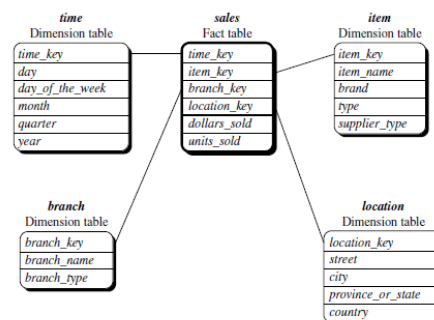 time
Dimension table
time_key
day
day_of_the_week
month
quarter
year
sales
Fact table
time_key
item_key
branch_key
location_key
dollars_sold
units_sold
item
Dimension table
item_key
item_name
brand
type
supplier_type
branch
Dimension table
branch_key
branch_name
branch_type
location
Dimension table
location_key
street
city
province_or_state
country